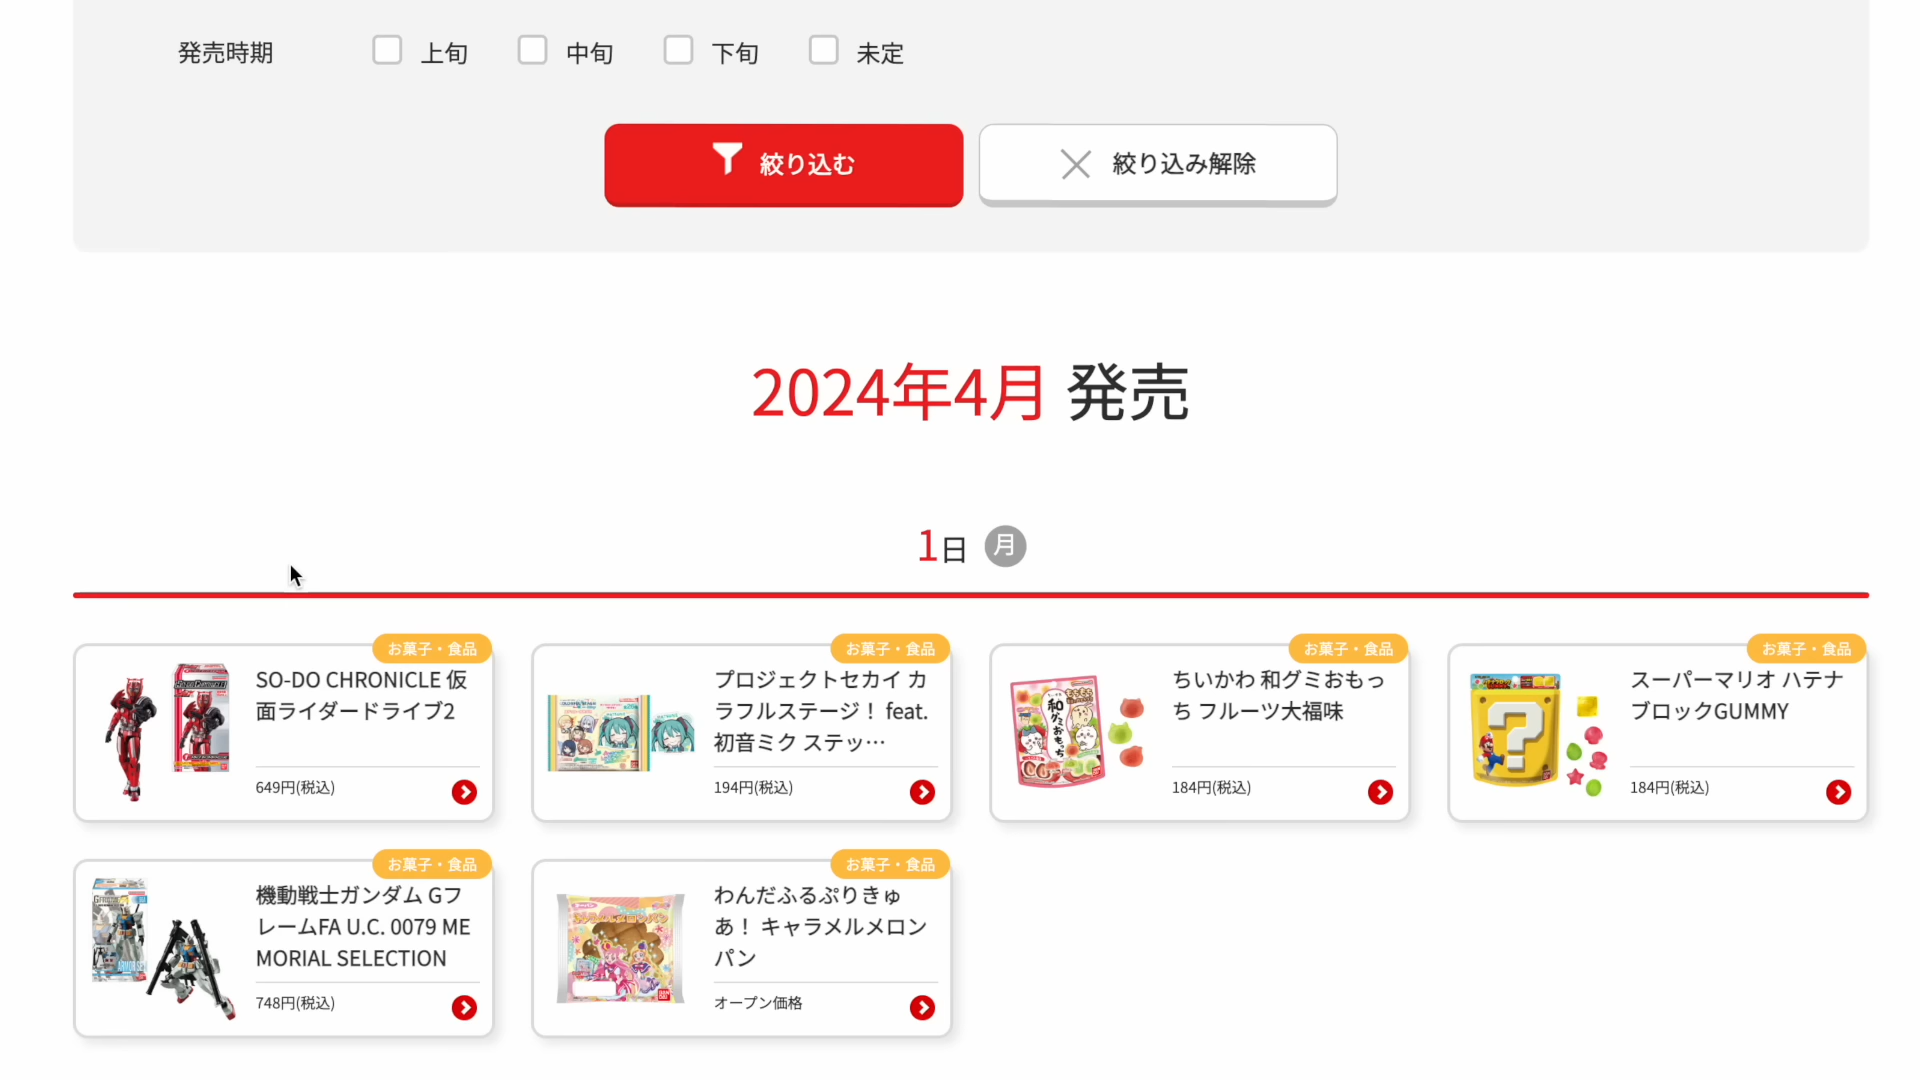 発売時期
上旬
中旬
下旬
未定
絞り込む
絞り込み解除
2024年4月 発売
1日 月
お菓子・食品
SO-DO CHRONICLE 仮
面ライダードライブ2
649円(税込)
お菓子・食品
プロジェクトセカイ カ
ラフルステージ！ feat.
初音ミク ステッ…
194円(税込)
お菓子・食品
ちいかわ 和グミおもっ
ち フルーツ大福味
184円(税込)
お菓子・食品
スーパーマリオ ハテナ
ブロックGUMMY
184円(税込)
お菓子・食品
機動戦士ガンダム Gフ
レームFA U.C. 0079 ME
MORIAL SELECTION
748円(税込)
お菓子・食品
わんだふるぷりきゅ
あ！ キャラメルメロン
パン
オープン価格